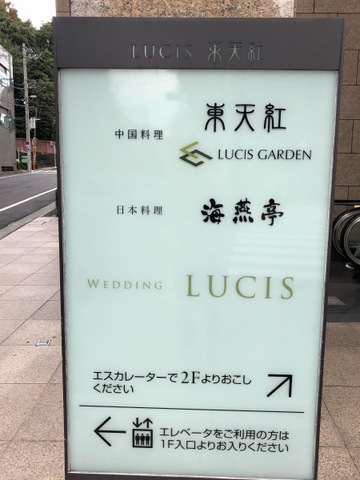 LUCIS 東天紅
中国料理 東天紅
LUCIS GARDEN
日本料理 海燕亭
WEDDING LUCIS
エスカレーターで2Fよりおこし
ください
エレベータをご利用の方は
1F入口よりお入りください